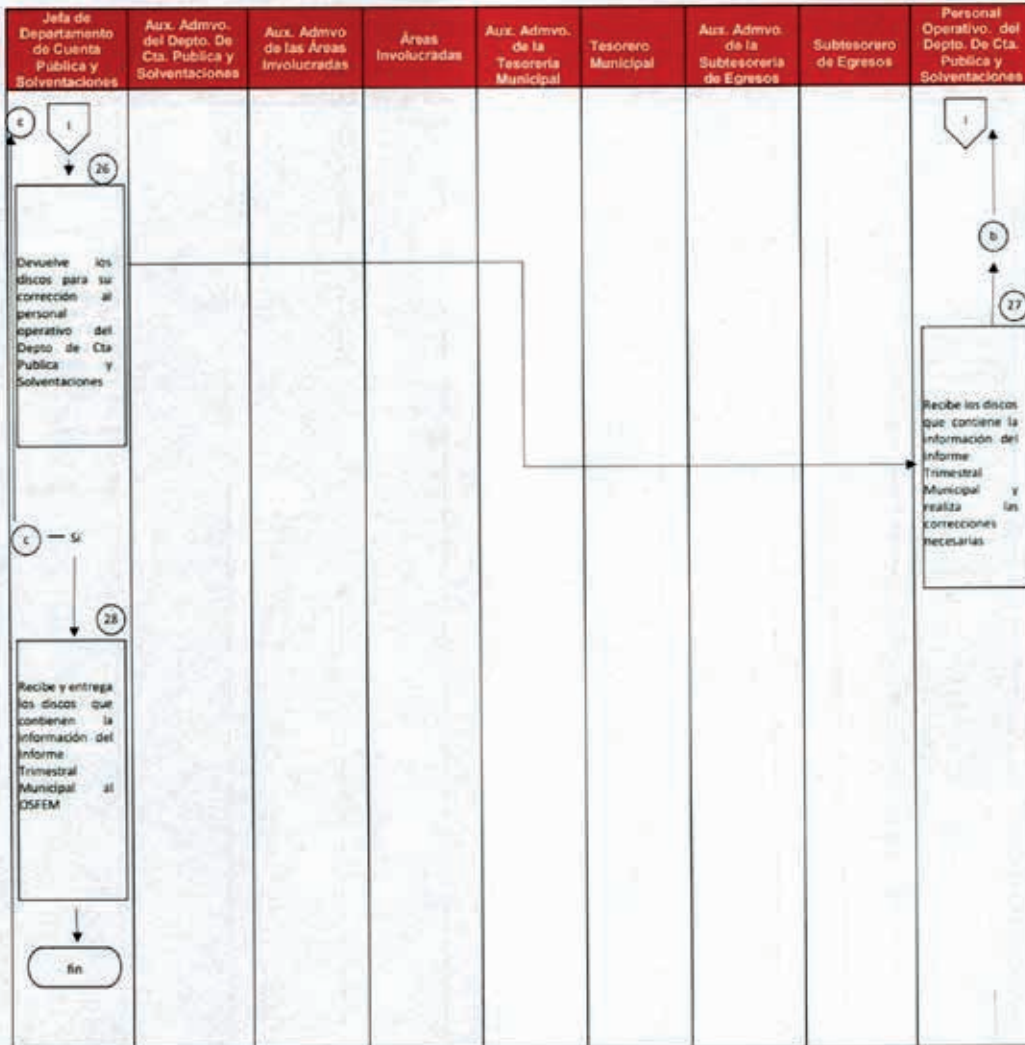 Jefa de
Departamento
de Cuenta
Pública y
Solventaciones
Aux. Admvo.
del Depto. De
Cta. Publica y
Solventaciones
Aux. Admvo
de las Áreas
Involucradas
Áreas
Involucradas
Aux. Admvo.
de la
Tesorería
Municipal
Tesorero
Municipal
Aux. Admvo.
de la
Subtesorería
de Egresos
Subtesorero
de Egresos
Personal
Operativo. del
Depto. De Cta.
Publica y
Solventaciones
c
26
Devuelve los
discos para su
corrección al
personal
operativo del
Depto de Cta
Publica y
Solventaciones
b
27
Recibe los discos
que contiene la
información del
Informe
Trimestral
Municipal y
realiza las
correcciones
necesarias
c
Si
28
Recibe y entrega
los discos que
contienen la
información del
Informe
Trimestral
Municipal al
OSFEM
fin